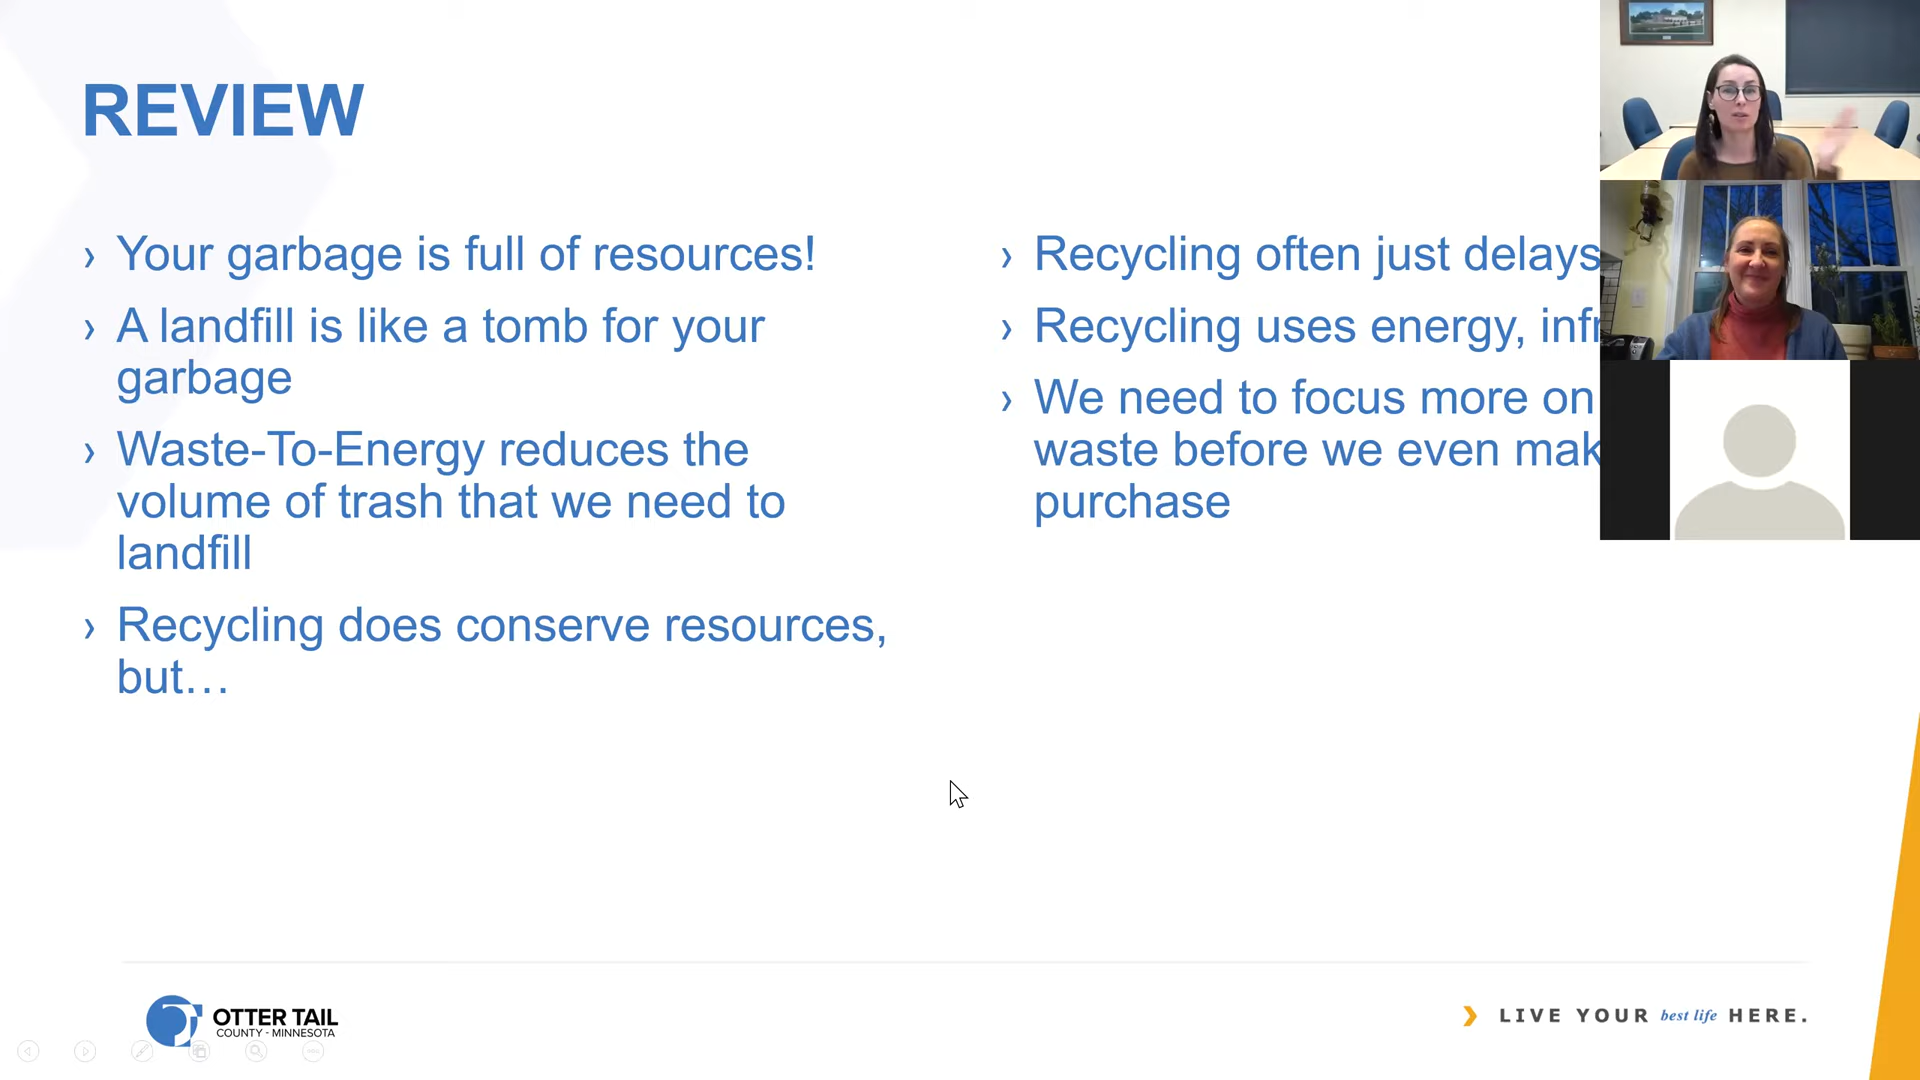 REVIEW
› Your garbage is full of resources!
› A landfill is like a tomb for your
garbage
› Waste-To-Energy reduces the
volume of trash that we need to
landfill
› Recycling does conserve resources,
but…
› Recycling often just delays
› Recycling uses energy,
› We need to focus more on
waste before we even
purchase
OTTER TAIL
COUNTY - MINNESOTA
› LIVE YOUR best life HERE.